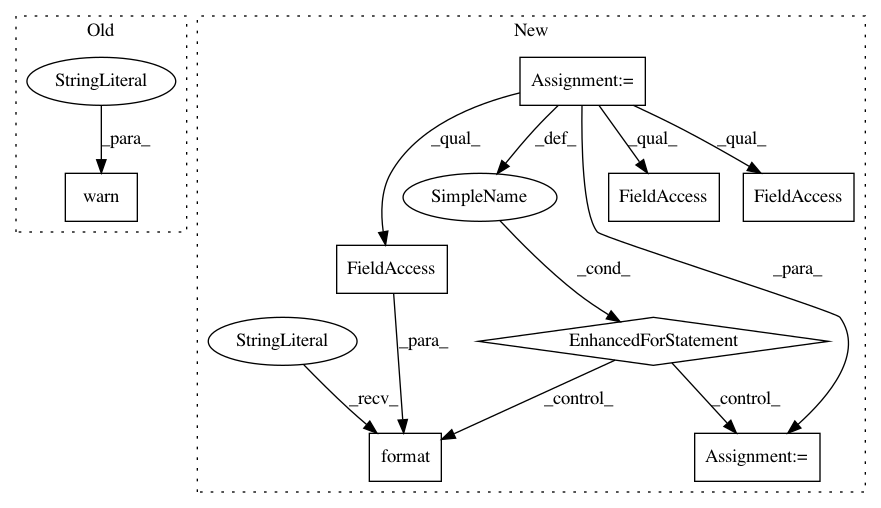 Old
New
StringLiteral
Assignment:=
_para_
_qual_
_def_
_qual_
_qual_
warn
SimpleName
FieldAccess
FieldAccess
FieldAccess
_cond_
_para_
StringLiteral
_para_
EnhancedForStatement
_recv_
_control_
_control_
format
Assignment:=